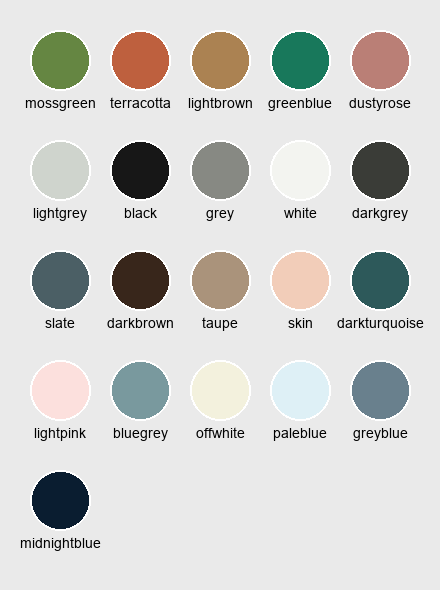 mossgreen terracotta lightbrown greenblue dustyrose
lightgrey black grey white darkgrey
slate darkbrown taupe skin darkturquoise
lightpink bluegrey offwhite paleblue greyblue
midnightblue